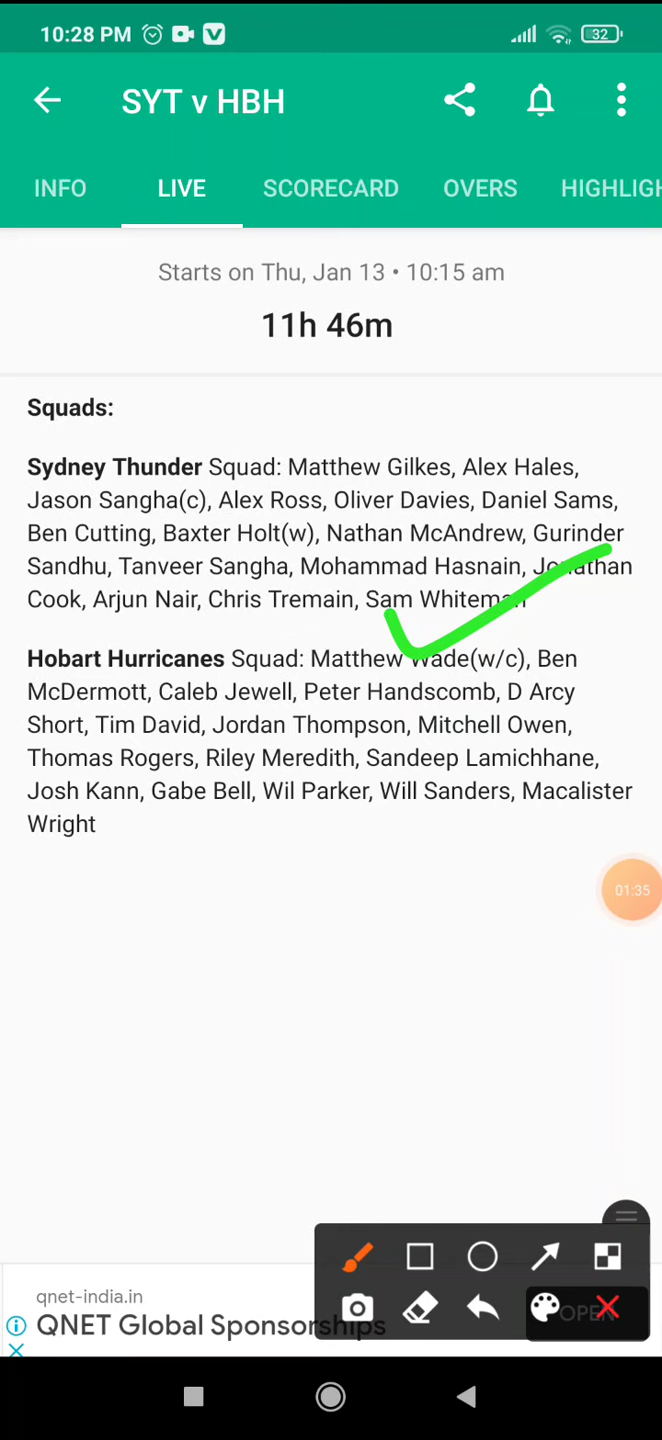 10:28 PM 32
SYT v HBH
INFO LIVE SCORECARD OVERS HIGHLIGH
Starts on Thu, Jan 13 • 10:15 am
11h 46m
Squads:
Sydney Thunder Squad: Matthew Gilkes, Alex Hales,
Jason Sangha(c), Alex Ross, Oliver Davies, Daniel Sams,
Ben Cutting, Baxter Holt(w), Nathan McAndrew, Gurinder
Sandhu, Tanveer Sangha, Mohammad Hasnain, Jonathan
Cook, Arjun Nair, Chris Tremain, Sam Whiteman
Hobart Hurricanes Squad: Matthew Wade(w/c), Ben
McDermott, Caleb Jewell, Peter Handscomb, D Arcy
Short, Tim David, Jordan Thompson, Mitchell Owen,
Thomas Rogers, Riley Meredith, Sandeep Lamichhane,
Josh Kann, Gabe Bell, Wil Parker, Will Sanders, Macalister
Wright
01:35
qnet-india.in
QNET Global Sponsorships
OPEN